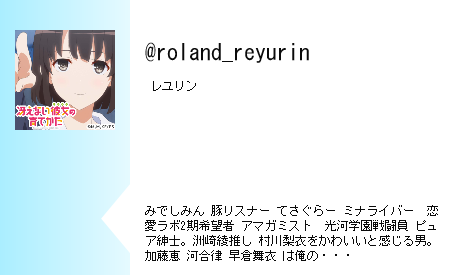 @roland_reyurin
レユリン
冴えない彼女の
育てかた
みでしみん 豚リスナー てさぐらー ミナライバー　恋
愛ラボ2期希望者 アマガミスト　光河学園戦闘員 ピュ
ア紳士。洲崎綾推し 村川梨衣をかわいいと感じる男。
加藤恵 河合律 早倉舞衣 は俺の・・・